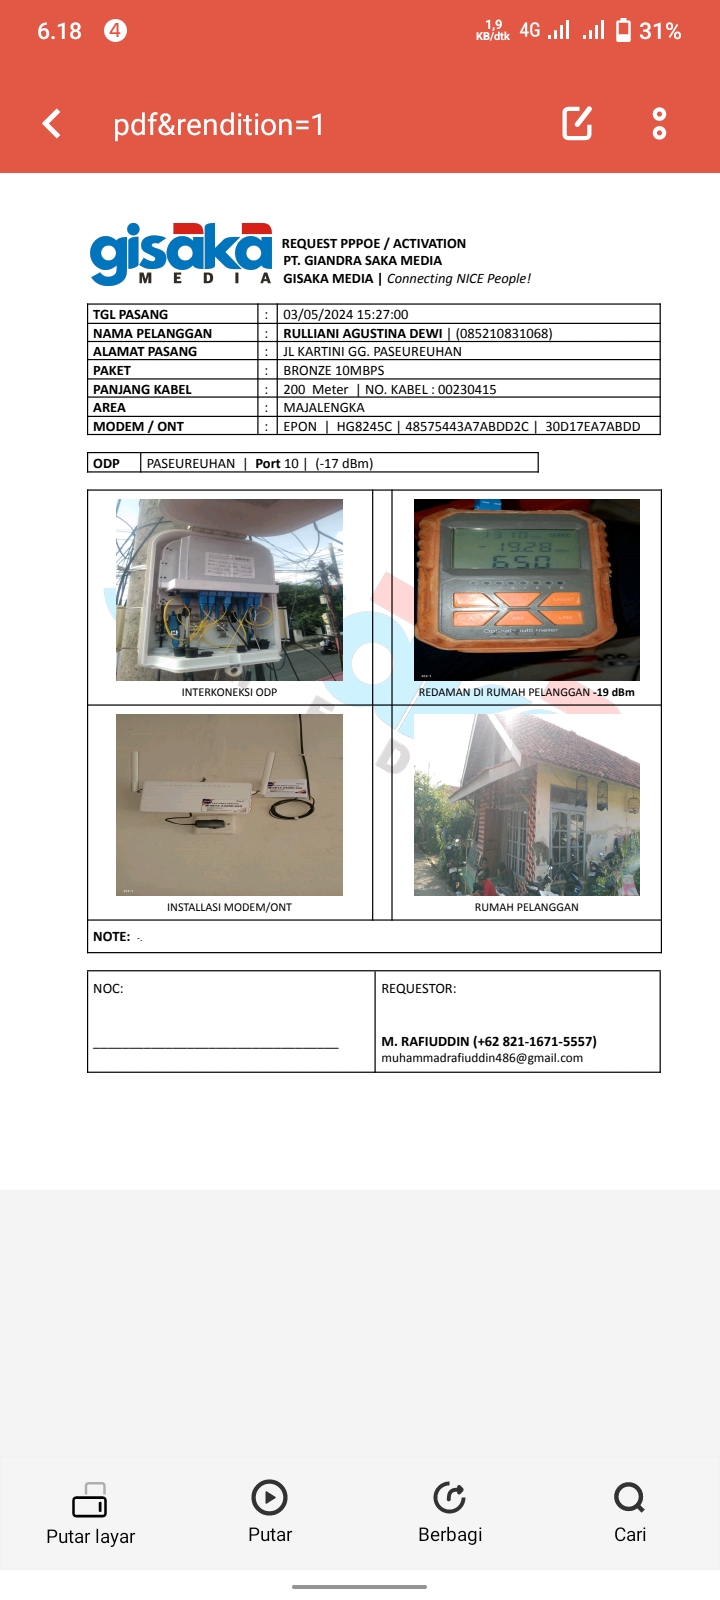 6.18 4 1,9 KB/dtk 4G 31%
pdf&rendition=1
gisaka
MEDIA
REQUEST PPPOE / ACTIVATION
PT. GIANDRA SAKA MEDIA
GISAKA MEDIA | Connecting NICE People!
TGL PASANG : 03/05/2024 15:27:00
NAMA PELANGGAN : RULLIANI AGUSTINA DEWI | (085210831068)
ALAMAT PASANG : JL KARTINI GG. PASEUREUHAN
PAKET : BRONZE 10MBPS
PANJANG KABEL : 200 Meter | NO. KABEL : 00230415
AREA : MAJALENGKA
MODEM / ONT : EPON | HG8245C | 48575443A7ABDD2C | 30D17EA7ABDD
ODP PASEUREUHAN | Port 10 | (-17 dBm)
1310
-19.28
650
INTERKONEKSI ODP
REDAMAN DI RUMAH PELANGGAN -19 dBm
INSTALLASI MODEM/ONT
RUMAH PELANGGAN
NOTE: -.
NOC:
REQUESTOR:
M. RAFIUDDIN (+62 821-1671-5557)
muhammadrafiuddin486@gmail.com
Putar layar
Putar
Berbagi
Cari